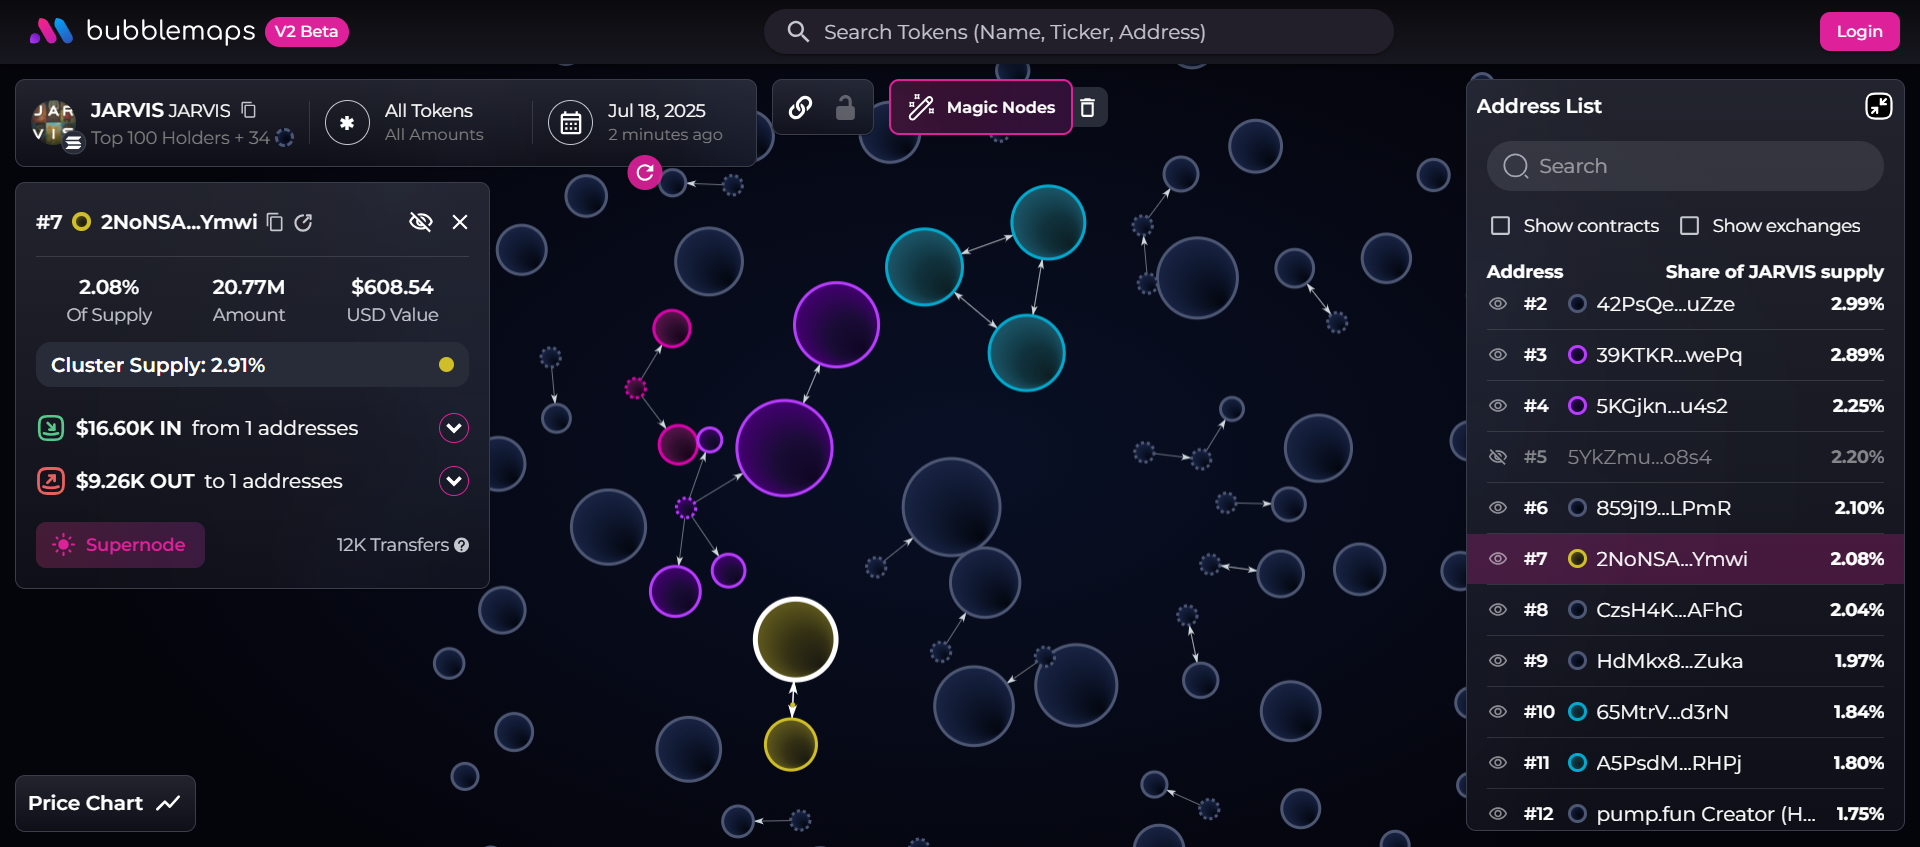 bubblemaps V2 Beta
Search Tokens (Name, Ticker, Address)
Login
JARVIS JARVIS
Top 100 Holders + 34
All Tokens
All Amounts
Jul 18, 2025
2 minutes ago
Magic Nodes
#7 2NoNSA...Ymwi
2.08% 20.77M $608.54
Of Supply Amount USD Value
Cluster Supply: 2.91%
$16.60K IN from 1 addresses
$9.26K OUT to 1 addresses
Supernode 12K Transfers ?
Price Chart
Address List
Search
Show contracts Show exchanges
Address Share of JARVIS supply
#2 42PsQe...uZze 2.99%
#3 39KTKR...wePq 2.89%
#4 5KGjkn...u4s2 2.25%
#5 5YkZmu...o8s4 2.20%
#6 859j19...LPmR 2.10%
#7 2NoNSA...Ymwi 2.08%
#8 CzsH4K...AFhG 2.04%
#9 HdMkx8...Zuka 1.97%
#10 65MtrV...d3rN 1.84%
#11 A5PsdM...RHPj 1.80%
#12 pump.fun Creator (H... 1.75%